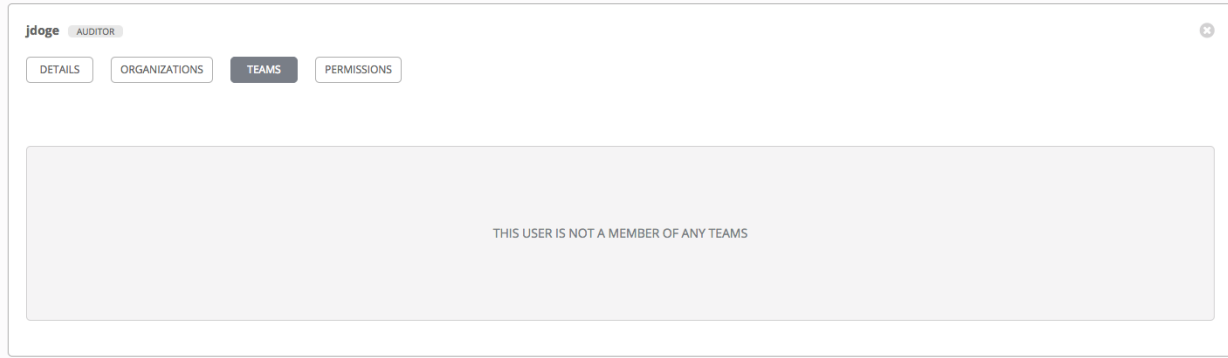 jdoge AUDITOR
DETAILS ORGANIZATIONS TEAMS PERMISSIONS
THIS USER IS NOT A MEMBER OF ANY TEAMS